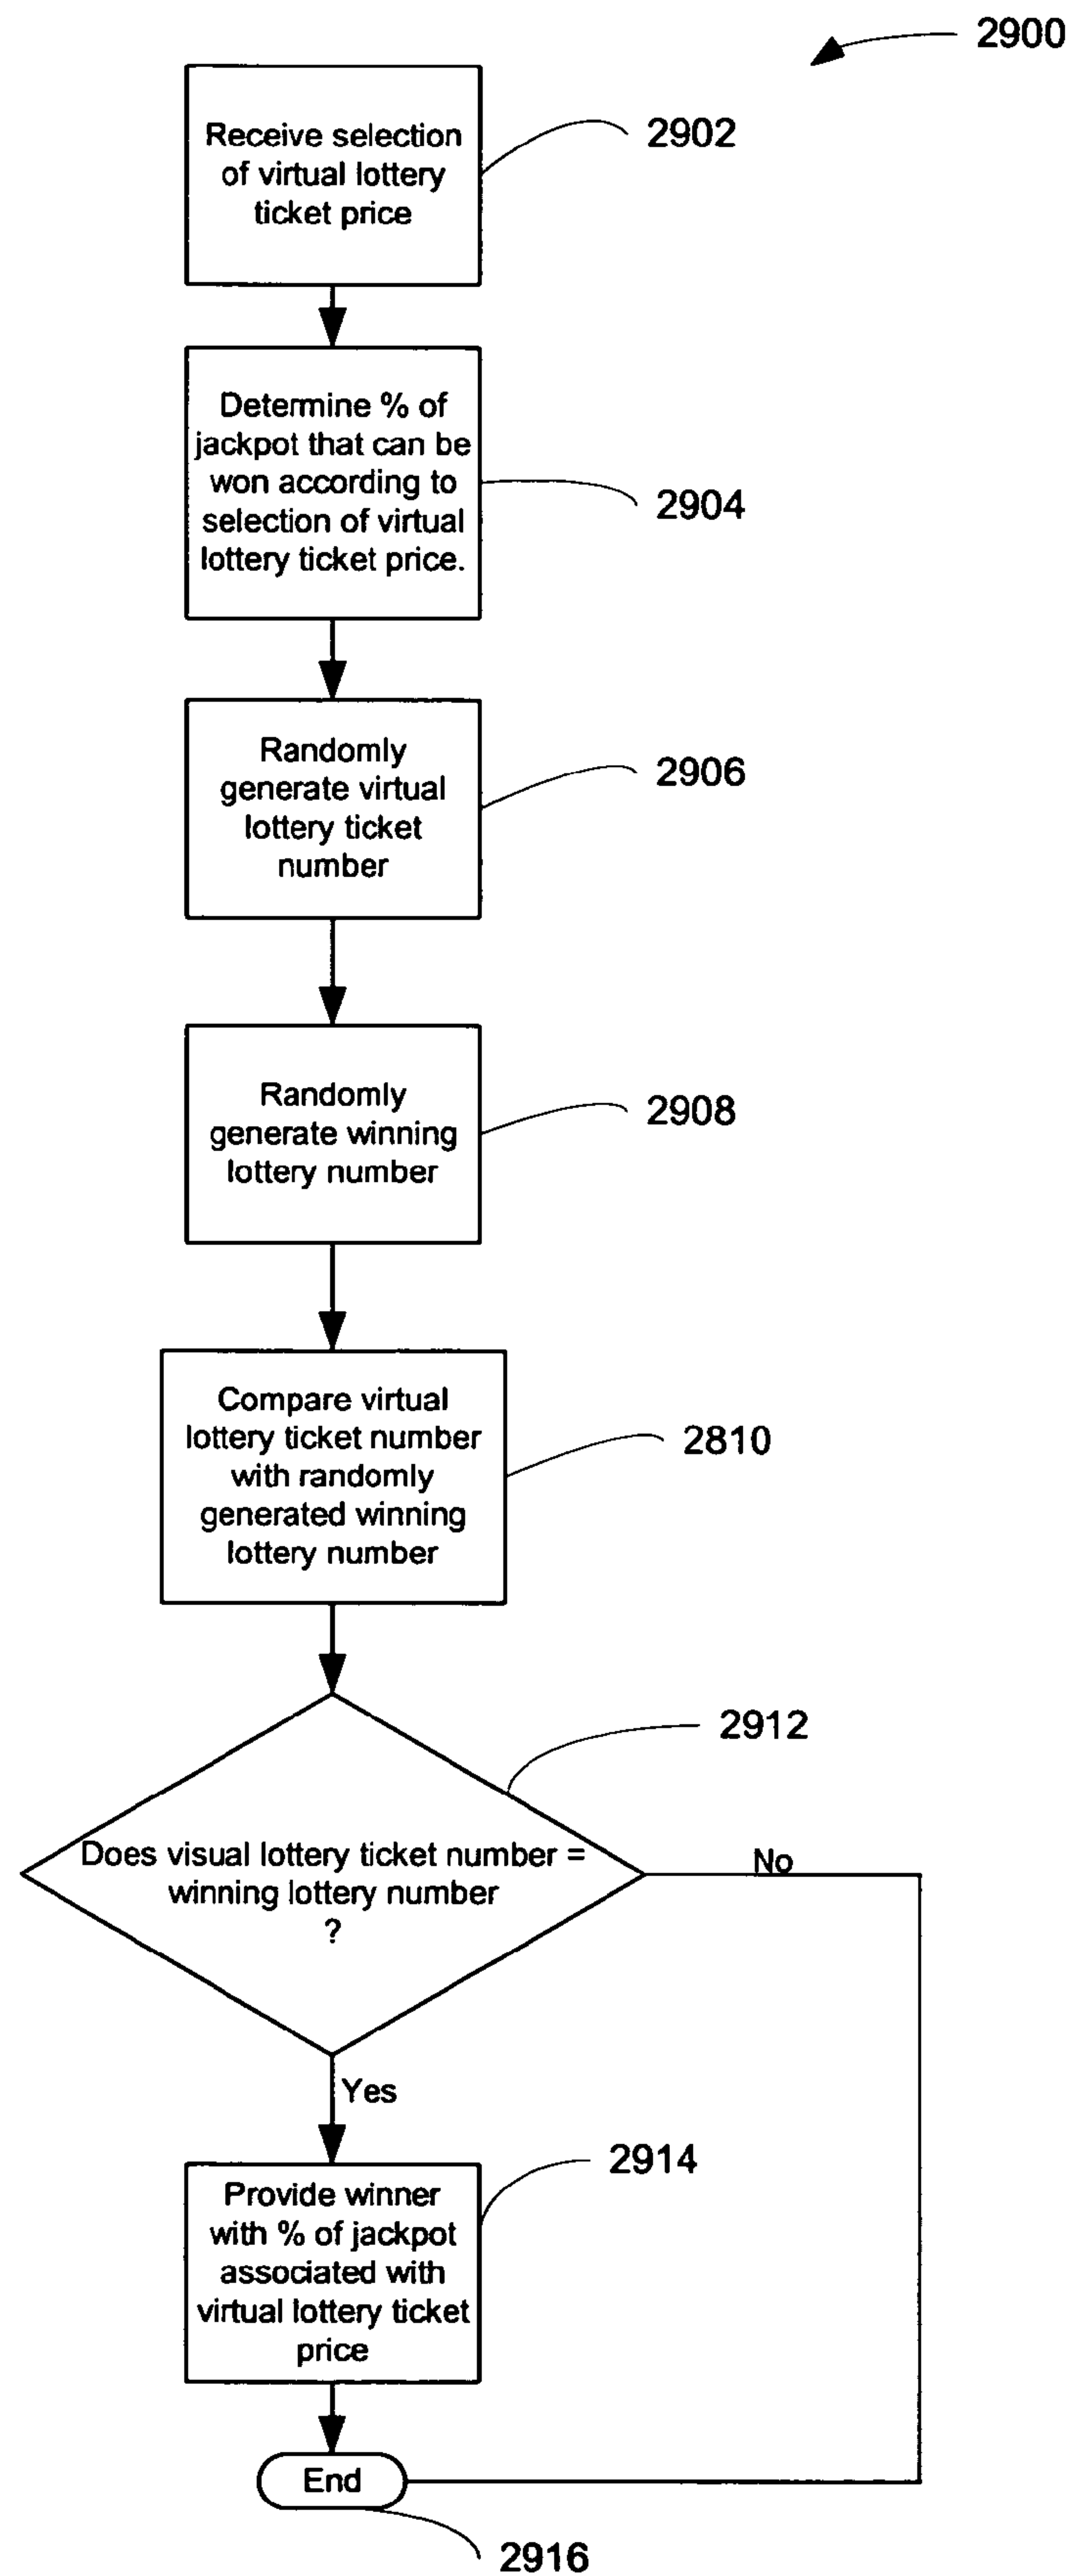 2900
Receive selection
of virtual lottery
ticket price
2902
Determine % of
jackpot that can be
won according to
selection of virtual
lottery ticket price.
2904
Randomly
generate virtual
lottery ticket
number
2906
Randomly
generate winning
lottery number
2908
Compare virtual
lottery ticket number
with randomly
generated winning
lottery number
2810
2912
Does visual lottery ticket number =
winning lottery number
?
No
Yes
2914
Provide winner
with % of jackpot
associated with
virtual lottery ticket
price
End
2916